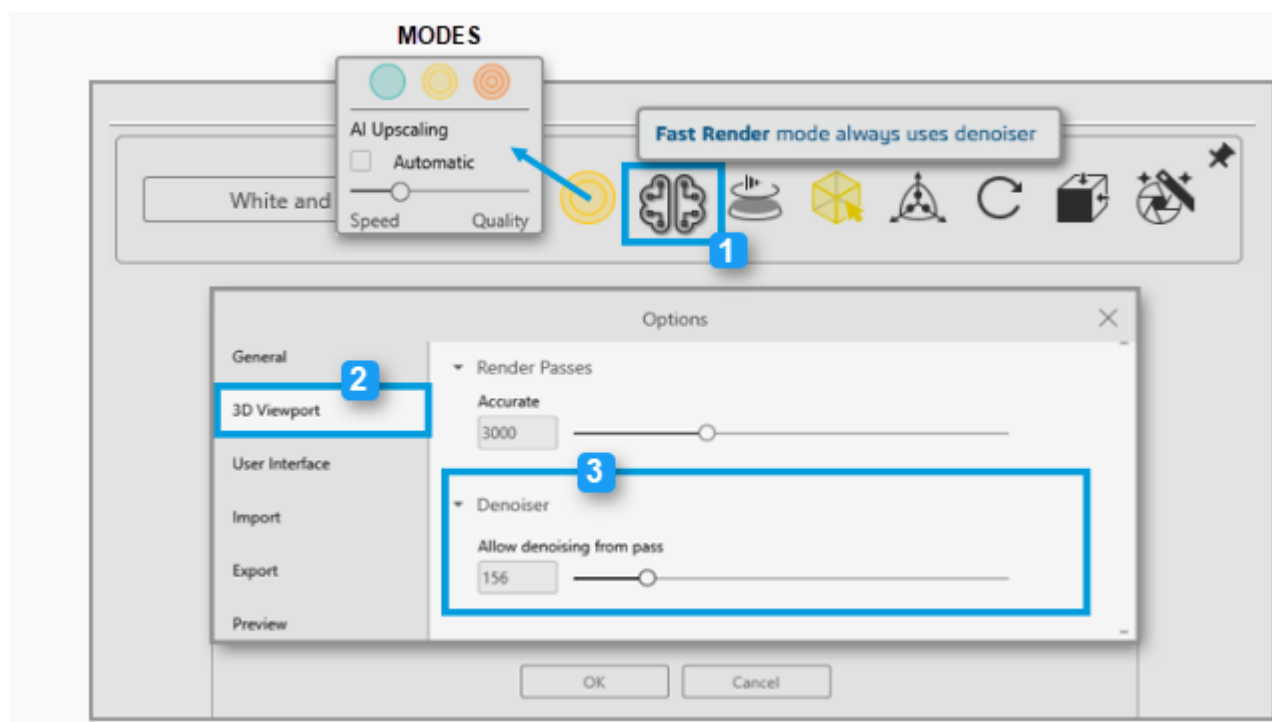 MODES
AI Upscaling
Automatic
Speed Quality
Fast Render mode always uses denoiser
White and
1
Options
General
2
3D Viewport
User Interface
Import
Export
Preview
Render Passes
Accurate
3000
3
Denoiser
Allow denoising from pass
156
OK
Cancel